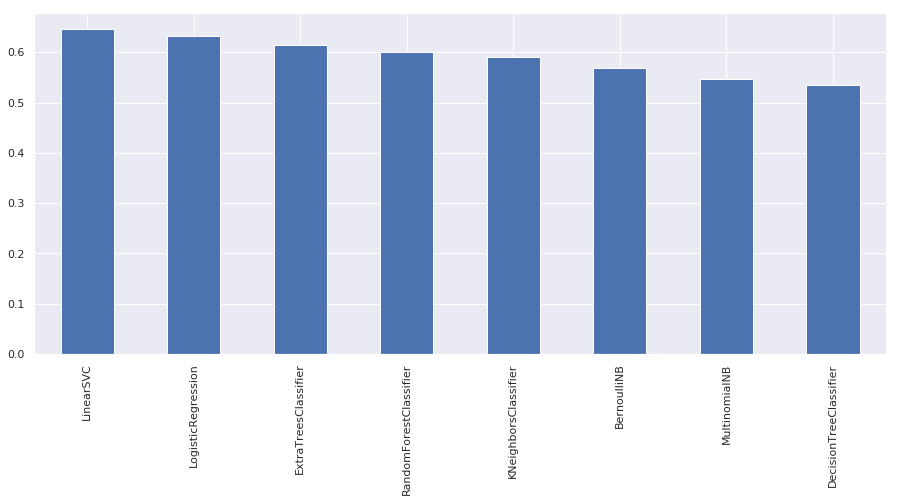 0.6
0.5
0.4
0.3
0.2
0.1
0.0
LinearSVC
LogisticRegression
ExtraTreesClassifier
RandomForestClassifier
KNeighborsClassifier
BernoulliNB
MultinomialNB
DecisionTreeClassifier